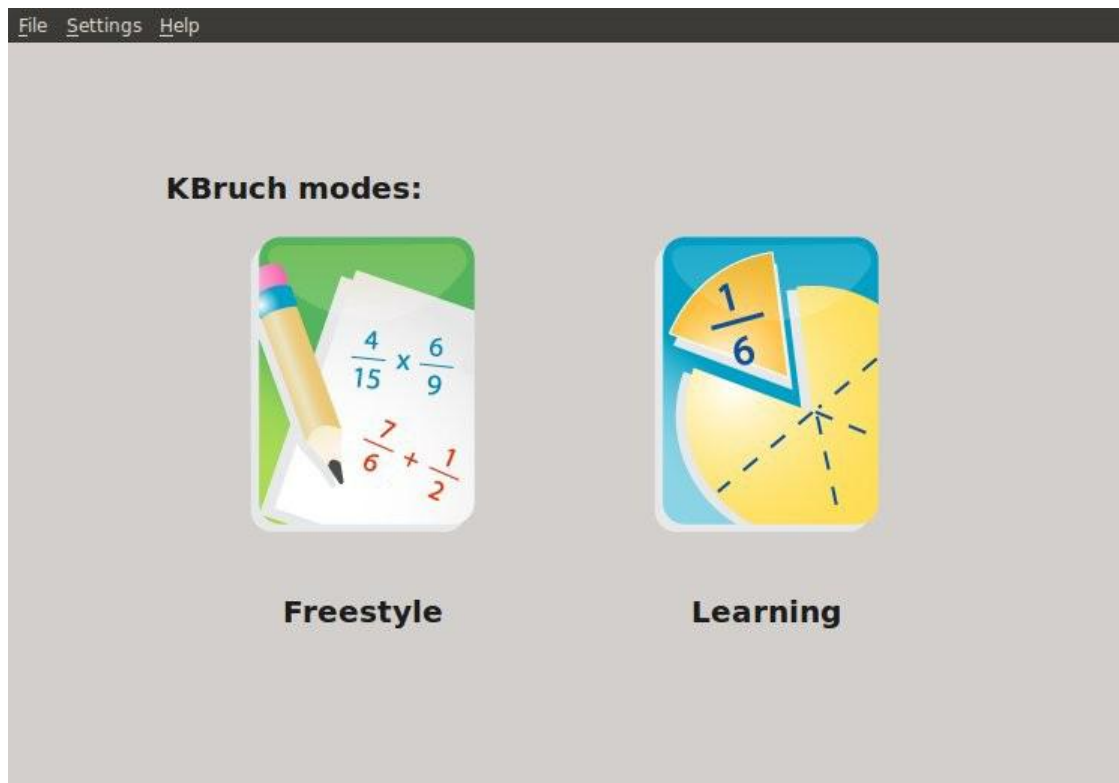 File Settings Help
KBruch modes:
4/15 x 6/9
7/6 + 1/2
1/6
Freestyle
Learning